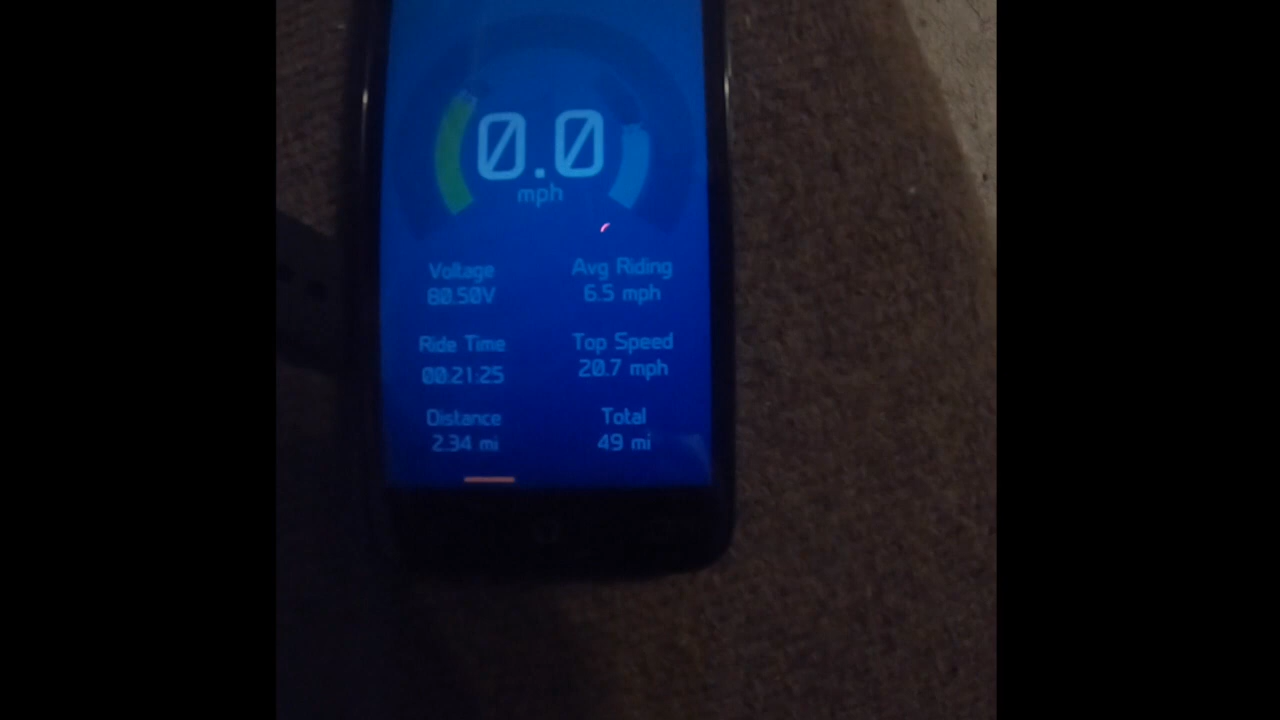 0.0
mph
Voltage
80.50V
Avg Riding
6.5 mph
Ride Time
00:21:25
Top Speed
20.7 mph
Distance
2.34 mi
Total
49 mi